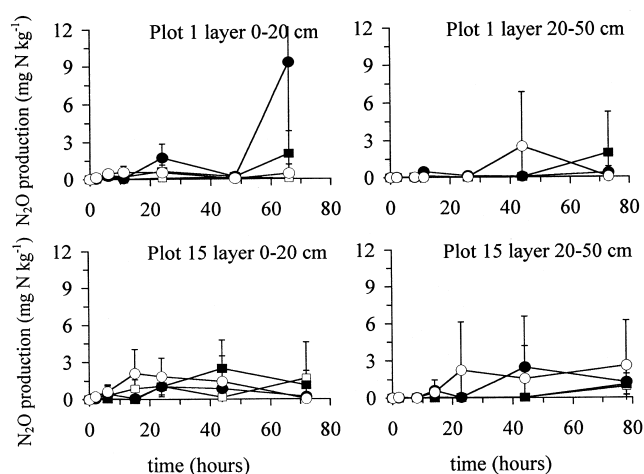 Plot 1 layer 0-20 cm
Plot 1 layer 20-50 cm
N₂O production (mg N kg⁻¹)
12
9
6
3
0
0 20 40 60 80
12
9
6
3
0
0 20 40 60 80
Plot 15 layer 0-20 cm
Plot 15 layer 20-50 cm
N₂O production (mg N kg⁻¹)
12
9
6
3
0
0 20 40 60 80
12
9
6
3
0
0 20 40 60 80
time (hours)
time (hours)